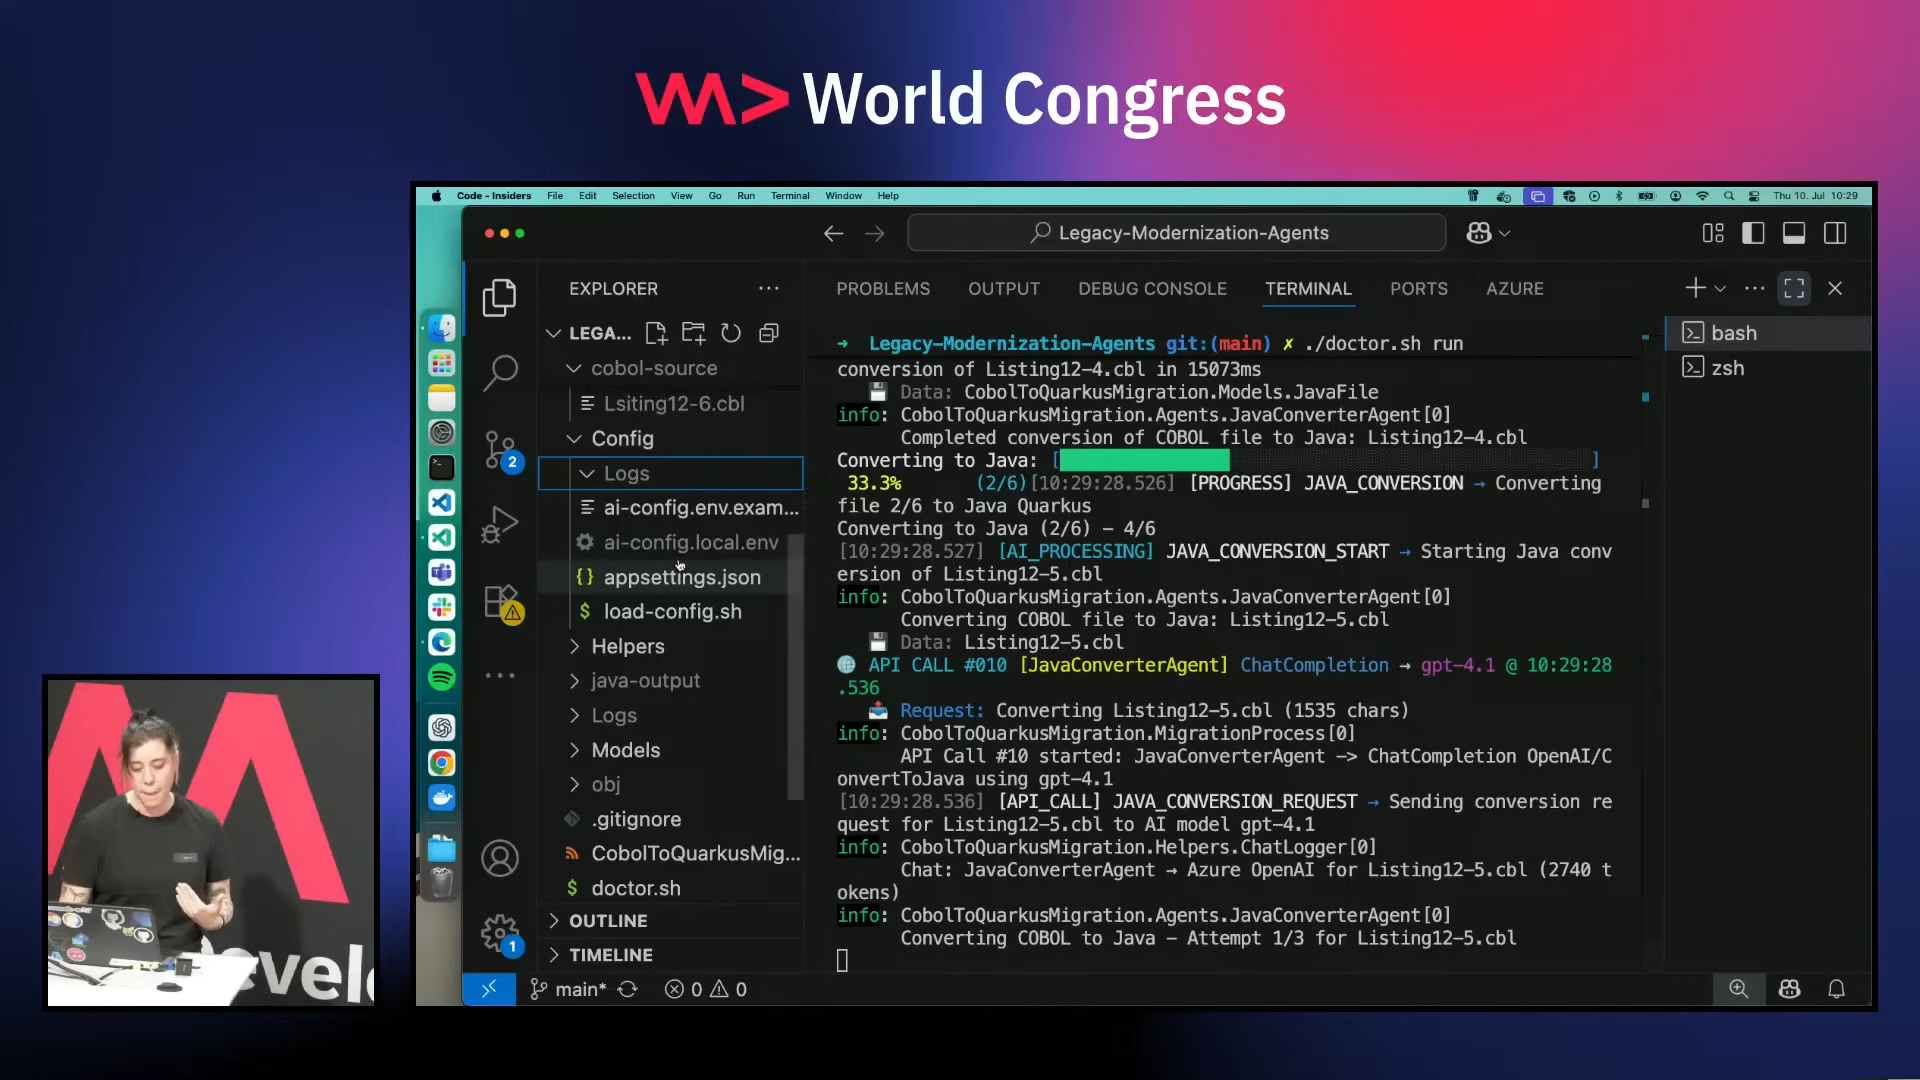 World Congress
Code - Insiders File Edit Selection View Go Run Terminal Window Help
Thu 10. Jul 10:29
Legacy-Modernization-Agents
EXPLORER
PROBLEMS OUTPUT DEBUG CONSOLE TERMINAL PORTS AZURE
LEGA...
cobol-source
Lsiting12-6.cbl
Config
Logs
ai-config.env.exam...
ai-config.local.env
{} appsettings.json
$ load-config.sh
Helpers
java-output
Logs
Models
obj
.gitignore
CobolToQuarkusMig...
$ doctor.sh
OUTLINE
TIMELINE
2
1
→ Legacy-Modernization-Agents git:(main) ✗ ./doctor.sh run
conversion of Listing12-4.cbl in 15073ms
Data: CobolToQuarkusMigration.Models.JavaFile
info: CobolToQuarkusMigration.Agents.JavaConverterAgent[0]
Completed conversion of COBOL file to Java: Listing12-4.cbl
Converting to Java: [ ]
33.3% (2/6)[10:29:28.526] [PROGRESS] JAVA_CONVERSION → Converting
file 2/6 to Java Quarkus
Converting to Java (2/6) - 4/6
[10:29:28.527] [AI_PROCESSING] JAVA_CONVERSION_START → Starting Java conv
ersion of Listing12-5.cbl
info: CobolToQuarkusMigration.Agents.JavaConverterAgent[0]
Converting COBOL file to Java: Listing12-5.cbl
Data: Listing12-5.cbl
API CALL #010 [JavaConverterAgent] ChatCompletion → gpt-4.1 @ 10:29:28
.536
Request: Converting Listing12-5.cbl (1535 chars)
info: CobolToQuarkusMigration.MigrationProcess[0]
API Call #10 started: JavaConverterAgent -> ChatCompletion OpenAI/C
onvertToJava using gpt-4.1
[10:29:28.536] [API_CALL] JAVA_CONVERSION_REQUEST → Sending conversion re
quest for Listing12-5.cbl to AI model gpt-4.1
info: CobolToQuarkusMigration.Helpers.ChatLogger[0]
Chat: JavaConverterAgent → Azure OpenAI for Listing12-5.cbl (2740 t
okens)
info: CobolToQuarkusMigration.Agents.JavaConverterAgent[0]
Converting COBOL to Java - Attempt 1/3 for Listing12-5.cbl
bash
zsh
main* 0 0
evel